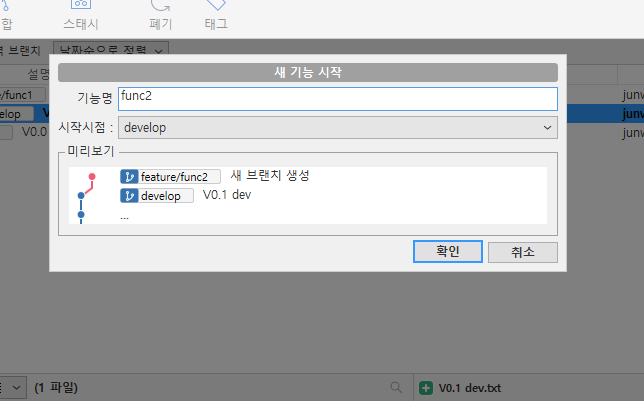 합 스태시 폐기 태그
브랜치 날짜순으로 정렬
설명
새 기능 시작
e/func1 junw
기능명 func2
elop V junw
시작시점 : develop
V0.0 junw
미리보기
feature/func2 새 브랜치 생성
develop V0.1 dev
...
확인 취소
(1 파일) V0.1 dev.txt